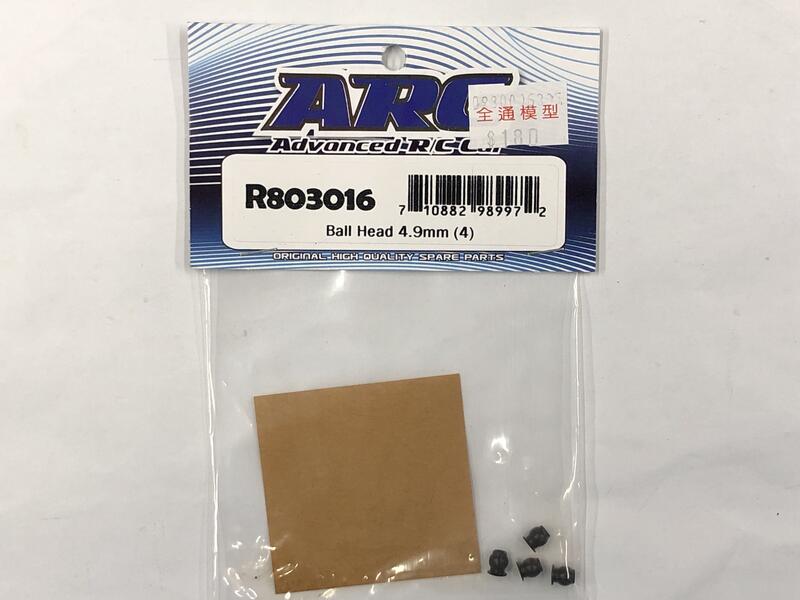 ARC
全通模型
$180
Advanced R/C Car
R803016
7 10882 98997 2
Ball Head 4.9mm (4)
ORIGINAL HIGH-QUALITY SPARE PARTS